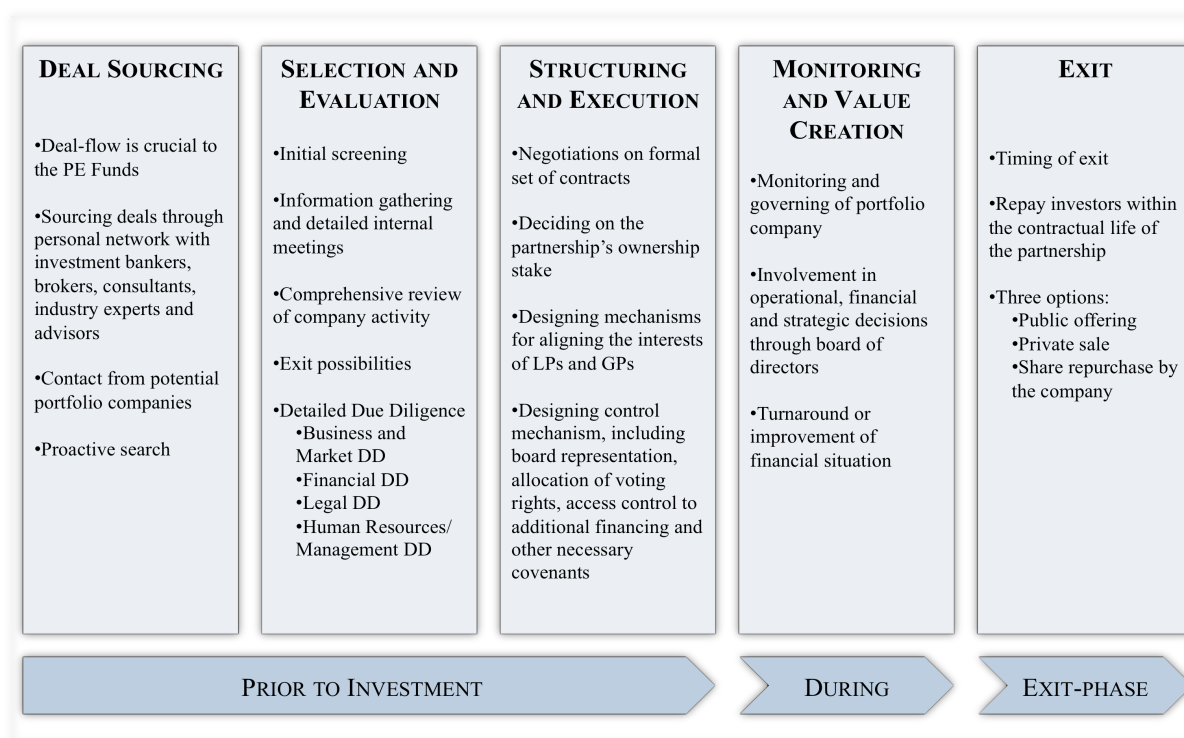 DEAL SOURCING
•Deal-flow is crucial to
the PE Funds
•Sourcing deals through
personal network with
investment bankers,
brokers, consultants,
industry experts and
advisors
•Contact from potential
portfolio companies
•Proactive search
SELECTION AND
EVALUATION
•Initial screening
•Information gathering
and detailed internal
meetings
•Comprehensive review
of company activity
•Exit possibilities
•Detailed Due Diligence
•Business and
Market DD
•Financial DD
•Legal DD
•Human Resources/
Management DD
STRUCTURING
AND EXECUTION
•Negotiations on formal
set of contracts
•Deciding on the
partnership’s ownership
stake
•Designing mechanisms
for aligning the interests
of LPs and GPs
•Designing control
mechanism, including
board representation,
allocation of voting
rights, access control to
additional financing and
other necessary
covenants
MONITORING
AND VALUE
CREATION
•Monitoring and
governing of portfolio
company
•Involvement in
operational, financial
and strategic decisions
through board of
directors
•Turnaround or
improvement of
financial situation
EXIT
•Timing of exit
•Repay investors within
the contractual life of
the partnership
•Three options:
•Public offering
•Private sale
•Share repurchase by
the company
PRIOR TO INVESTMENT
DURING
EXIT-PHASE